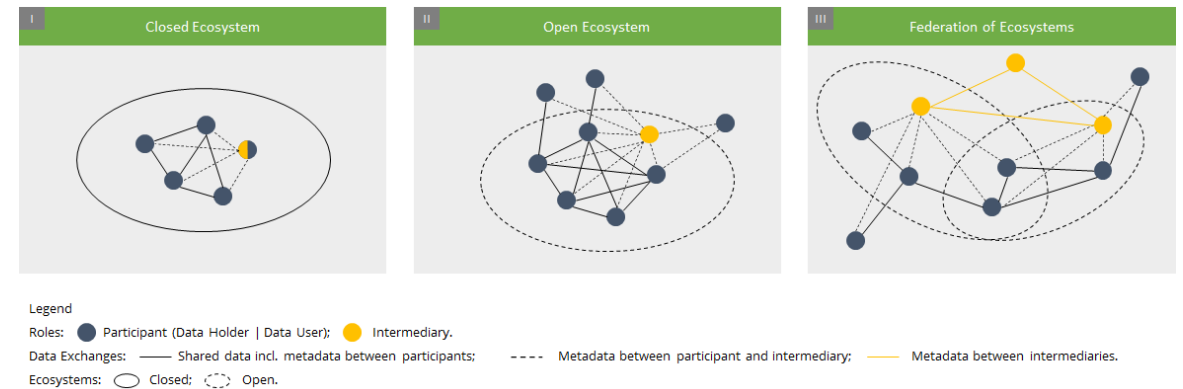 I
Closed Ecosystem
II
Open Ecosystem
III
Federation of Ecosystems
Legend
Roles: Participant (Data Holder | Data User); Intermediary.
Data Exchanges: Shared data incl. metadata between participants; Metadata between participant and intermediary; Metadata between intermediaries.
Ecosystems: Closed; Open.